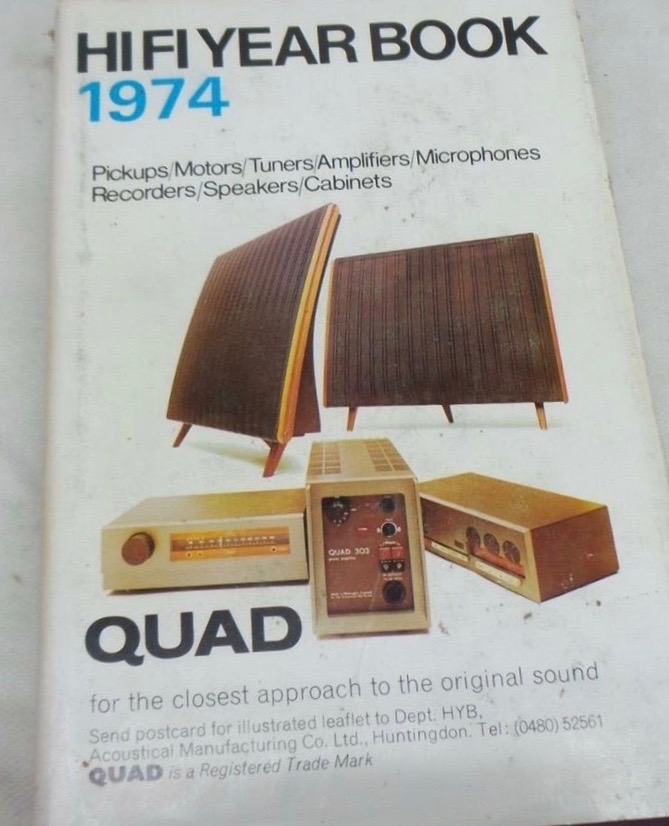 HI FI YEAR BOOK
1974
Pickups/Motors/Tuners/Amplifiers/Microphones
Recorders/Speakers/Cabinets
QUAD 303
QUAD
for the closest approach to the original sound
Send postcard for illustrated leaflet to Dept. HYB,
Acoustical Manufacturing Co. Ltd., Huntingdon. Tel: (0480) 52561
QUAD is a Registered Trade Mark